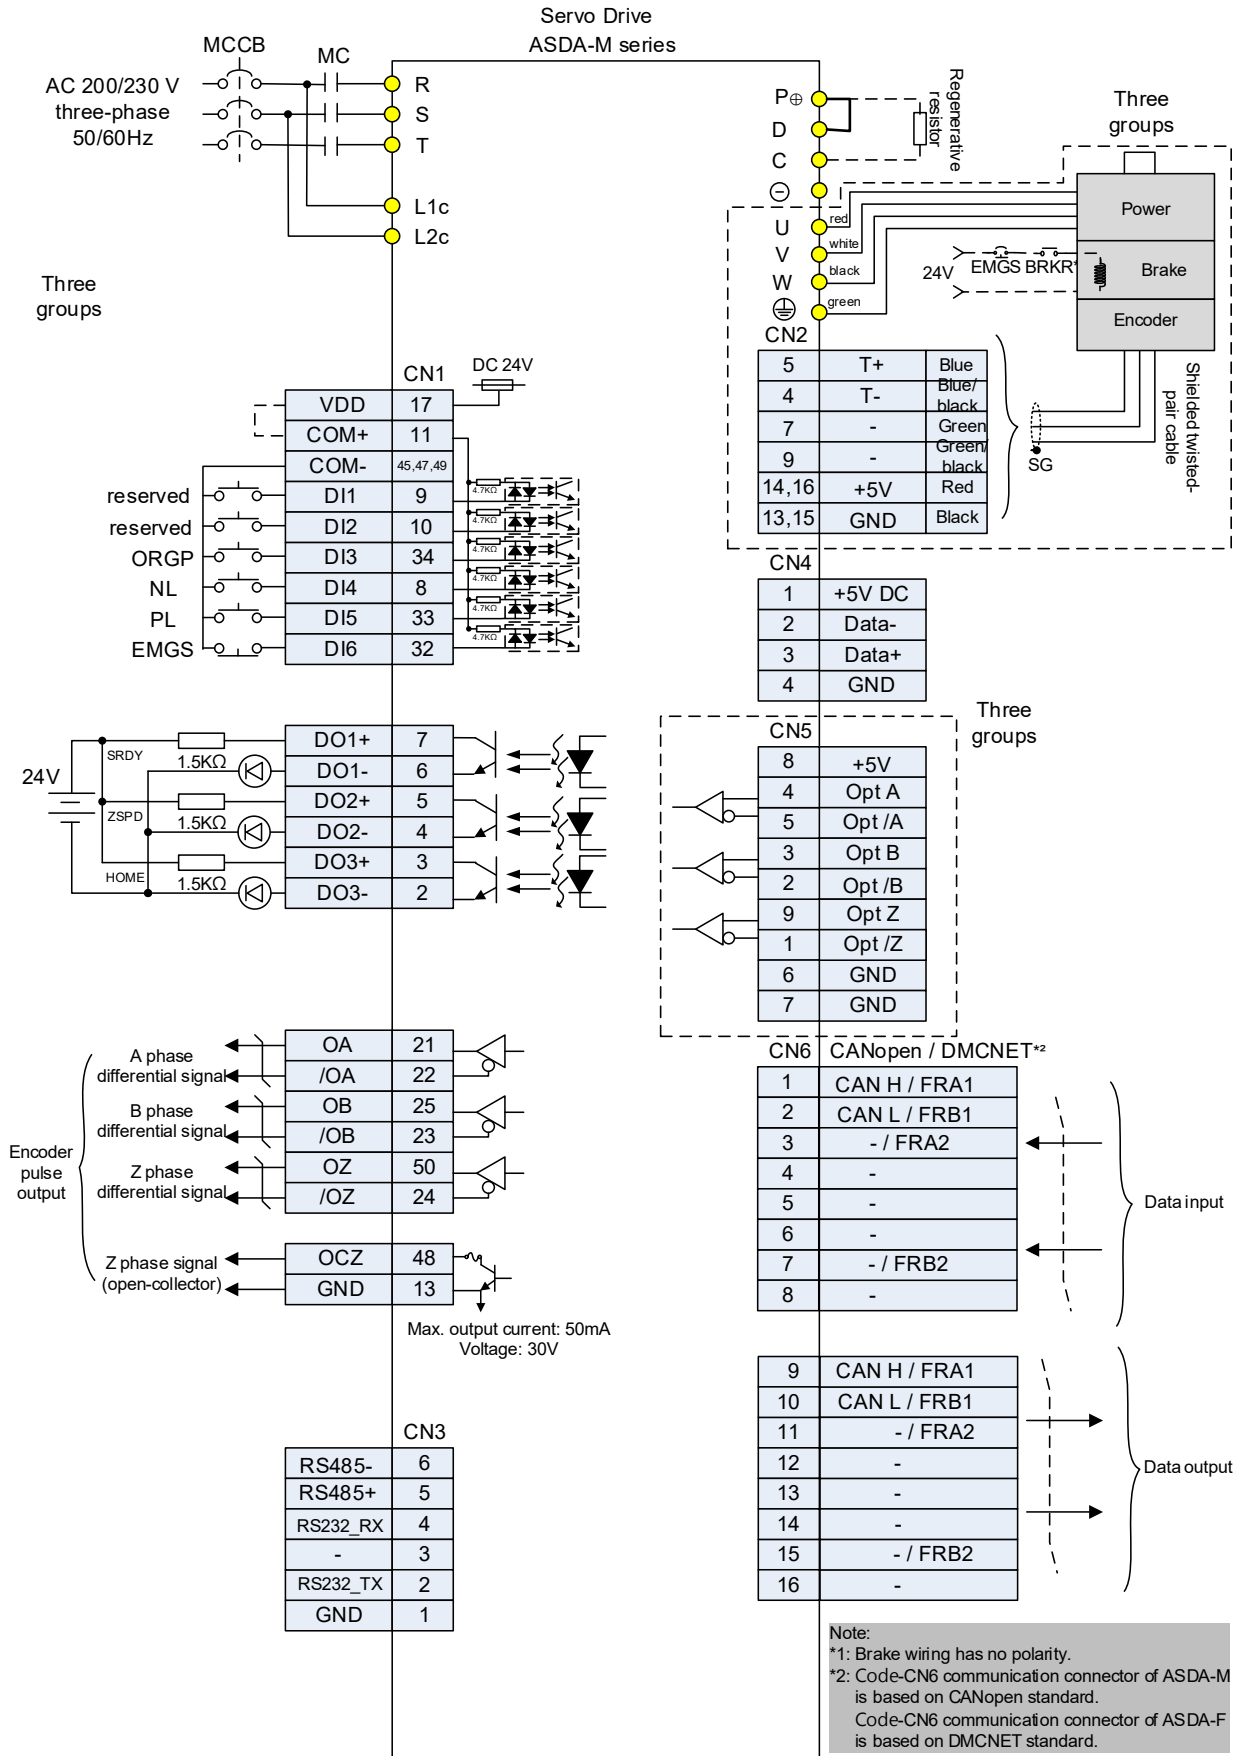 Servo Drive
ASDA-M series
MCCB
MC
AC 200/230 V
three-phase
50/60Hz
R
S
T
L1c
L2c
Three
groups
P⊕
D
C
⊖
Regenerative
resistor
Three
groups
U
V
W
red
white
black
green
24V
EMGS BRKR*¹
Power
Brake
Encoder
CN2
5 T+ Blue
4 T- Blue/
black
7 - Green
9 - Green/
black
14,16 +5V Red
13,15 GND Black
SG
Shielded twisted-
pair cable
CN1
DC 24V
VDD 17
COM+ 11
COM- 45,47,49
reserved DI1 9 4.7KΩ
reserved DI2 10 4.7KΩ
ORGP DI3 34 4.7KΩ
NL DI4 8 4.7KΩ
PL DI5 33 4.7KΩ
EMGS DI6 32 4.7KΩ
CN4
1 +5V DC
2 Data-
3 Data+
4 GND
24V
SRDY 1.5KΩ
ZSPD 1.5KΩ
HOME 1.5KΩ
DO1+ 7
DO1- 6
DO2+ 5
DO2- 4
DO3+ 3
DO3- 2
Three
groups
CN5
8 +5V
4 Opt A
5 Opt /A
3 Opt B
2 Opt /B
9 Opt Z
1 Opt /Z
6 GND
7 GND
Encoder
pulse
output
A phase
differential signal
B phase
differential signal
Z phase
differential signal
Z phase signal
(open-collector)
OA 21
/OA 22
OB 25
/OB 23
OZ 50
/OZ 24
OCZ 48
GND 13
Max. output current: 50mA
Voltage: 30V
CN6 CANopen / DMCNET*²
1 CAN H / FRA1
2 CAN L / FRB1
3 - / FRA2
4 -
5 -
6 -
7 - / FRB2
8 -
Data input
9 CAN H / FRA1
10 CAN L / FRB1
11 - / FRA2
12 -
13 -
14 -
15 - / FRB2
16 -
Data output
CN3
RS485- 6
RS485+ 5
RS232_RX 4
- 3
RS232_TX 2
GND 1
Note:
*1: Brake wiring has no polarity.
*2: Code-CN6 communication connector of ASDA-M
is based on CANopen standard.
Code-CN6 communication connector of ASDA-F
is based on DMCNET standard.